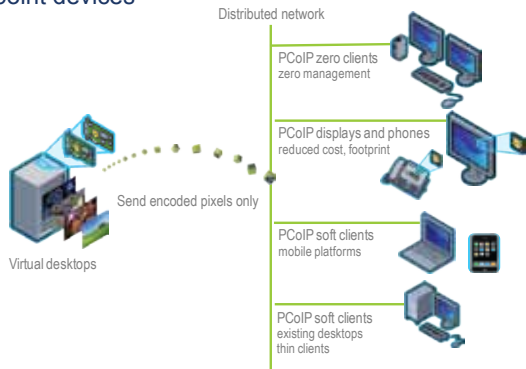 point devices
Distributed network
PCoIP zero clients
zero management
PCoIP displays and phones
reduced cost, footprint
Send encoded pixels only
PCoIP soft clients
mobile platforms
Virtual desktops
PCoIP soft clients
existing desktops
thin clients